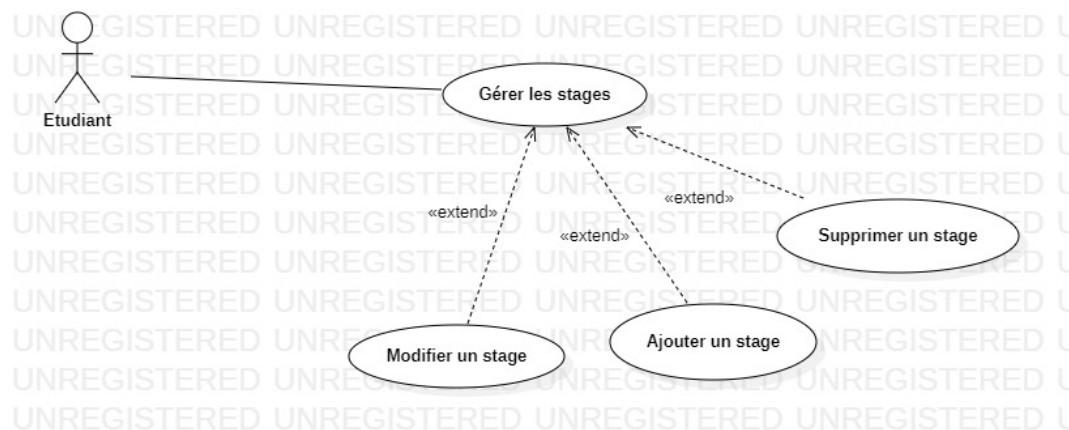 UNREGISTERED UNREGISTERED UNREGISTERED UNREGISTERED U
Gérer les stages
Etudiant
«extend»
«extend»
«extend»
Supprimer un stage
Ajouter un stage
Modifier un stage